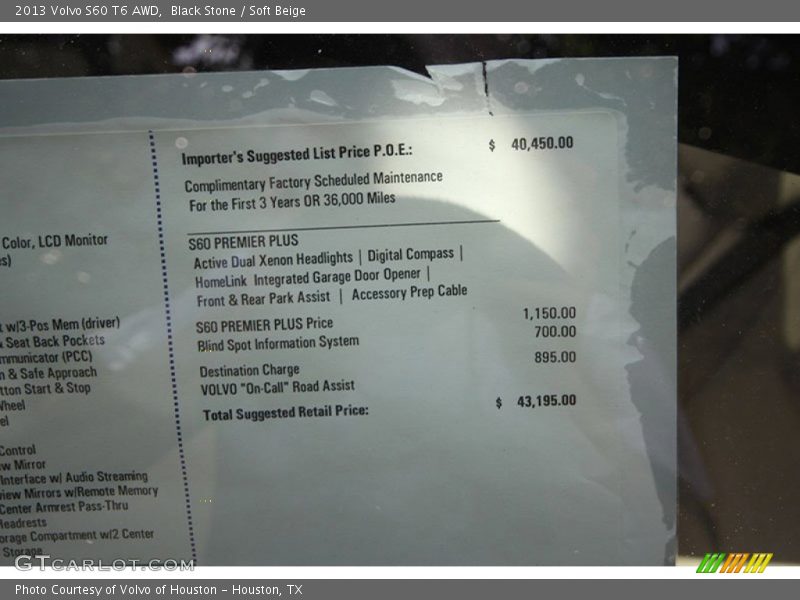 2013 Volvo S60 T6 AWD, Black Stone / Soft Beige
Importer's Suggested List Price P.O.E.: $ 40,450.00
Complimentary Factory Scheduled Maintenance
For the First 3 Years OR 36,000 Miles
S60 PREMIER PLUS
Active Dual Xenon Headlights | Digital Compass |
HomeLink Integrated Garage Door Opener |
Front & Rear Park Assist | Accessory Prep Cable
S60 PREMIER PLUS Price 1,150.00
Blind Spot Information System 700.00
Destination Charge 895.00
VOLVO "On-Call" Road Assist
Total Suggested Retail Price: $ 43,195.00
Color, LCD Monitor
w/3-Pos Mem (driver)
& Seat Back Pockets
(PCC)
& Safe Approach
Start & Stop
Control
Mirror
Interface w/ Audio Streaming
Mirrors w/Remote Memory
Center Armrest Pass-Thru
Compartment w/2 Center
Storage
GTCARLOT.COM
Photo Courtesy of Volvo of Houston - Houston, TX